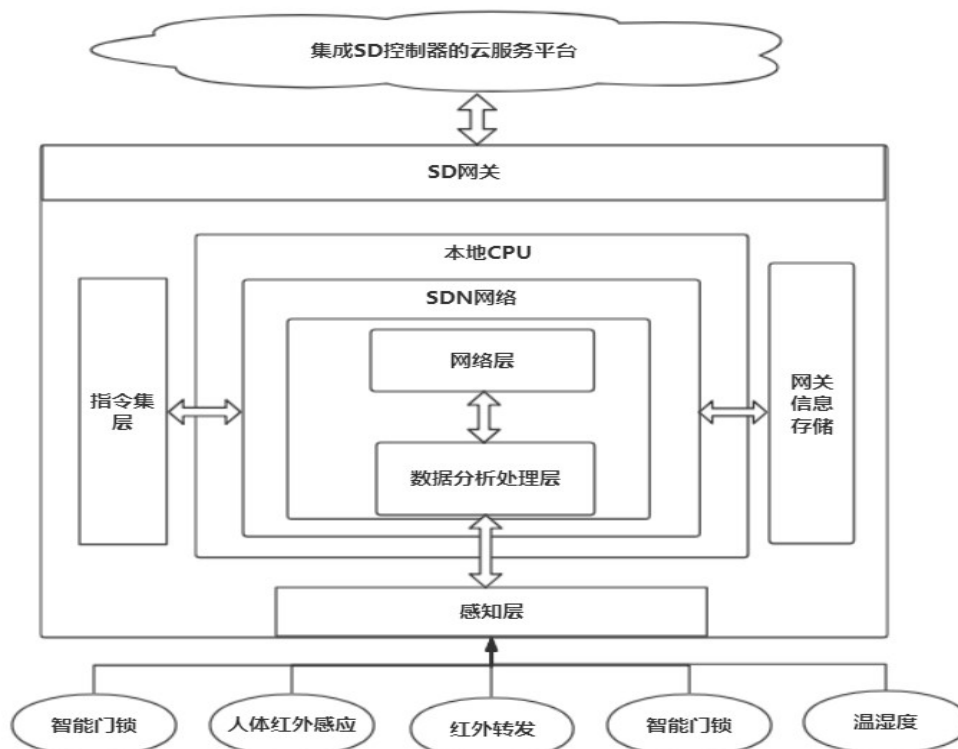 集成SD控制器的云服务平台
SD网关
本地CPU
SDN网络
网络层
指令集
层
网关
信息
存储
数据分析处理层
感知层
智能门锁
人体红外感应
红外转发
智能门锁
温湿度